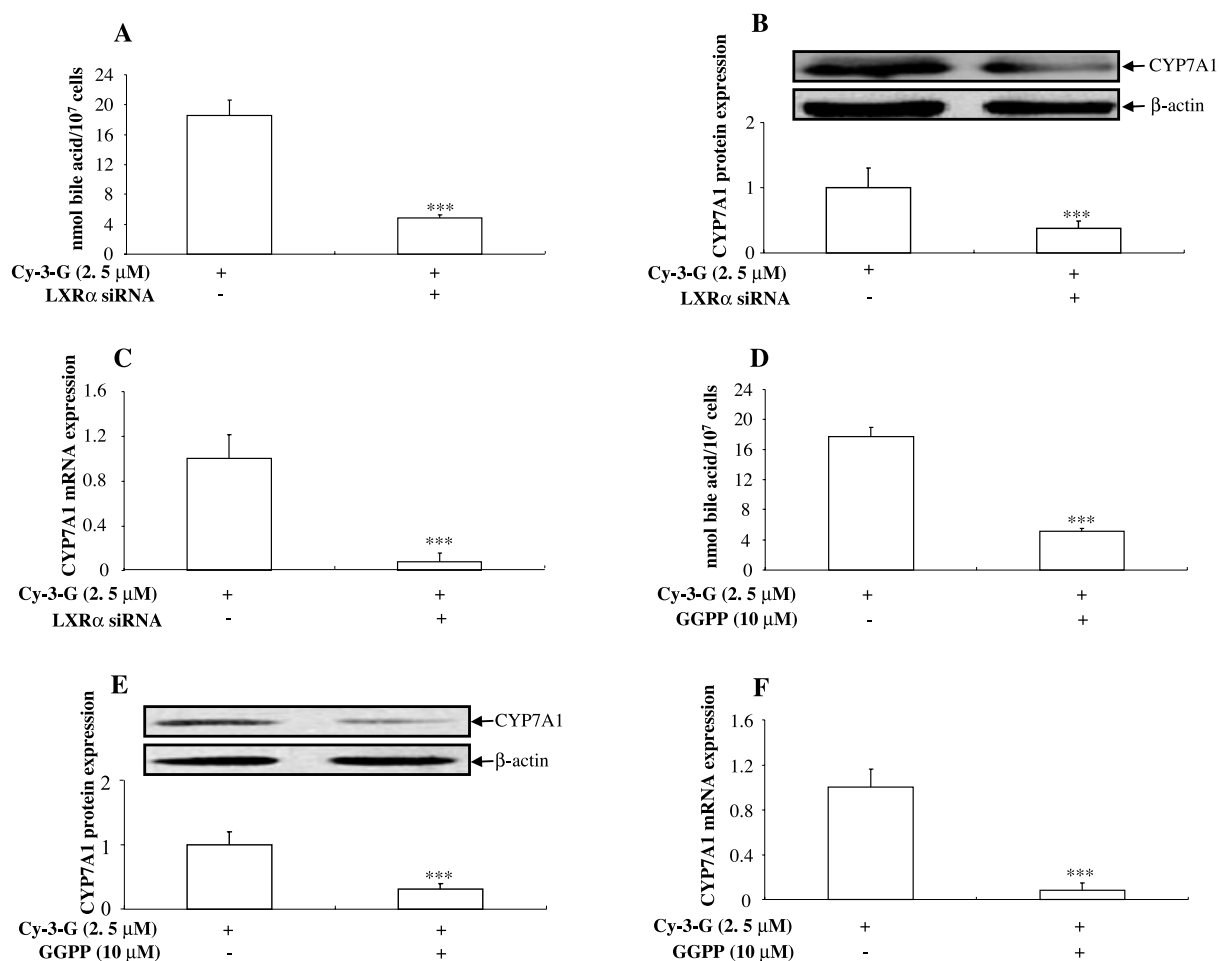 A
nmol bile acid/10⁷ cells
24
20
16
12
8
4
0
***
Cy-3-G (2. 5 μM) + +
LXRα siRNA - +
B
CYP7A1
β-actin
CYP7A1 protein expression
2
1
0
***
Cy-3-G (2. 5 μM) + +
LXRα siRNA - +
C
CYP7A1 mRNA expression
1.6
1.2
0.8
0.4
0
***
Cy-3-G (2. 5 μM) + +
LXRα siRNA - +
D
nmol bile acid/10⁷ cells
24
20
16
12
8
4
0
***
Cy-3-G (2. 5 μM) + +
GGPP (10 μM) - +
E
CYP7A1
β-actin
CYP7A1 protein expression
2
1
0
***
Cy-3-G (2. 5 μM) + +
GGPP (10 μM) - +
F
CYP7A1 mRNA expression
1.6
1.2
0.8
0.4
0
***
Cy-3-G (2. 5 μM) + +
GGPP (10 μM) - +